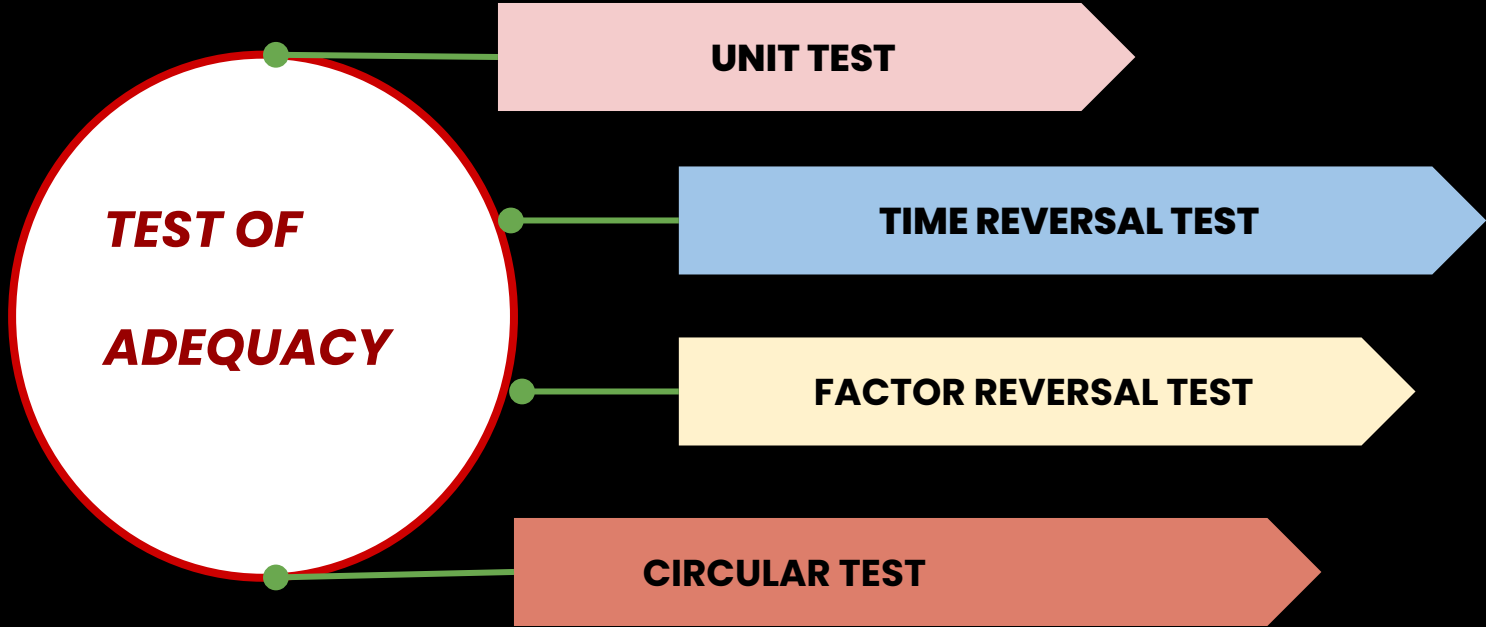 TEST OF
ADEQUACY
UNIT TEST
TIME REVERSAL TEST
FACTOR REVERSAL TEST
CIRCULAR TEST